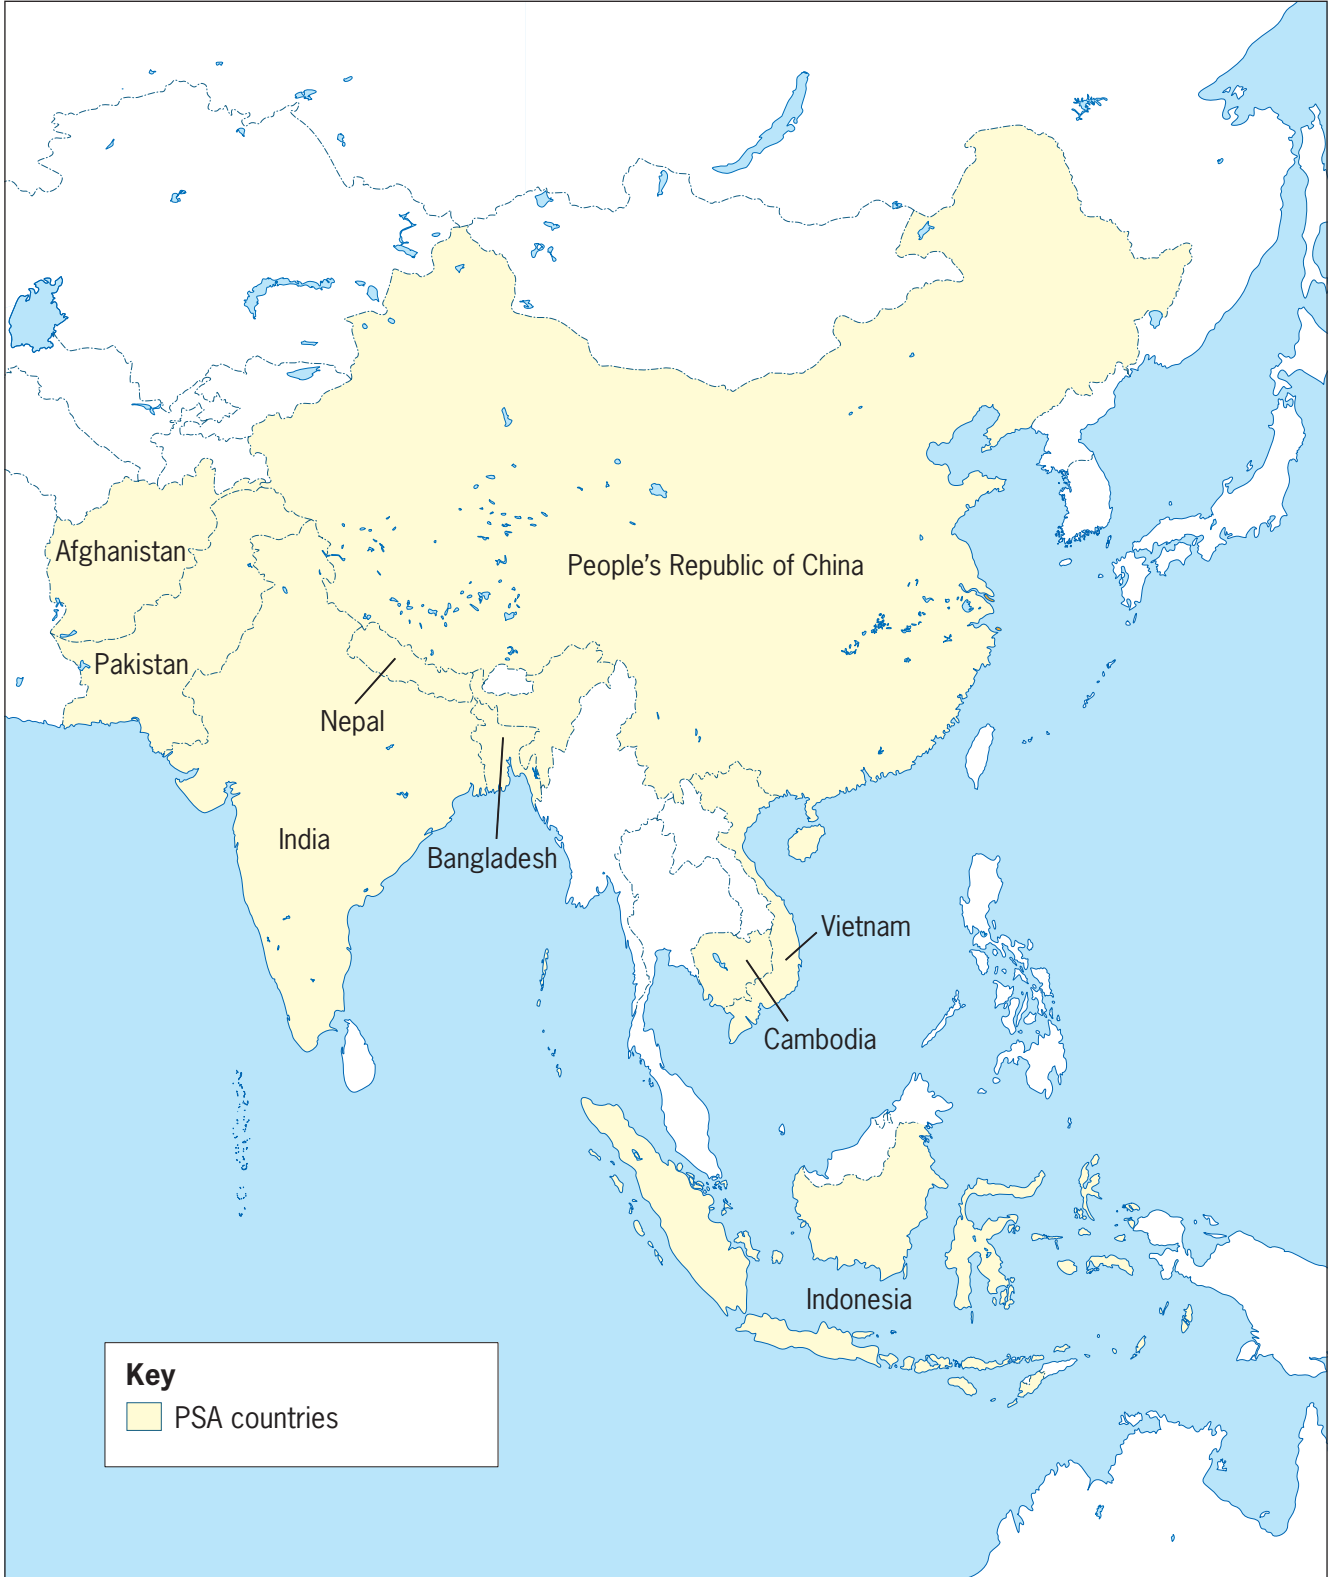 Afghanistan
People's Republic of China
Pakistan
Nepal
India
Bangladesh
Vietnam
Cambodia
Indonesia
Key
PSA countries